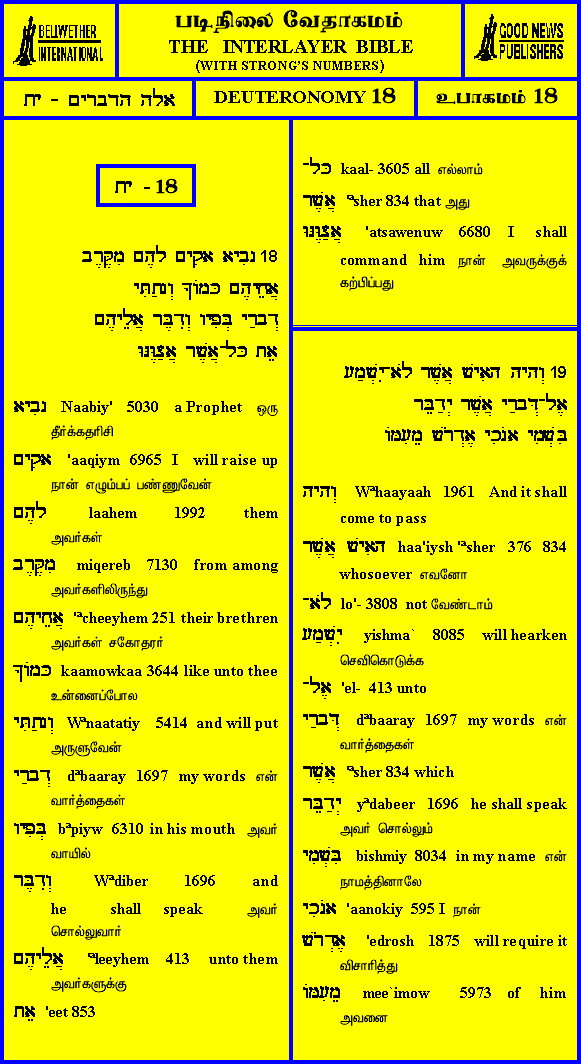 BELLWETHER
INTERNATIONAL
படிநிலை வேதாகமம்
THE INTERLAYER BIBLE
(WITH STRONG'S NUMBERS)
GOOD NEWS
PUBLISHERS
אלה הדברים - יח
DEUTERONOMY 18
உபாகமம் 18
יח - 18
18 נָבִיא אָקִים לָהֶם מִקֶּרֶב
אֲחֵיהֶם כָּמוֹךָ וְנָתַתִּי
דְבָרַי בְּפִיו וְדִבֶּר אֲלֵיהֶם
אֵת כָּל־אֲשֶׁר אֲצַוֶּנּוּ
נָבִיא Naabiy' 5030 a Prophet ஒரு
தீர்க்கதரிசி
אָקִים 'aaqiym 6965 I will raise up
நான் எழும்பப் பண்ணுவேன்
לָהֶם laahem 1992 them
அவர்கள்
מִקֶּרֶב miqereb 7130 from among
அவர்களிலிருந்து
אֲחֵיהֶם 'ªcheeyhem 251 their brethren
அவர்கள் சகோதரர்
כָּמוֹךָ kaamowkaa 3644 like unto thee
உன்னைப்போல
וְנָתַתִּי Wªnaatatiy 5414 and will put
அருளுவேன்
דְבָרַי dªbaaray 1697 my words என்
வார்த்தைகள்
בְּפִיו bªpiyw 6310 in his mouth அவர்
வாயில்
וְדִבֶּר Wªdiber 1696 and
he shall speak அவர்
சொல்லுவார்
אֲלֵיהֶם 'ªleeyhem 413 unto them
அவர்களுக்கு
אֵת 'eet 853
כָּל־ kaal- 3605 all எல்லாம்
אֲשֶׁר 'ªsher 834 that அது
אֲצַוֶּנּוּ 'atsawenuw 6680 I shall
command him நான் அவருக்குக்
கற்பிப்பது
19 וְהָיָה הָאִישׁ אֲשֶׁר לֹא־יִשְׁמַע
אֶל־דְּבָרַי אֲשֶׁר יְדַבֵּר
בִּשְׁמִי אָנֹכִי אֶדְרֹשׁ מֵעִמּוֹ
וְהָיָה Wªhaayaah 1961 And it shall
come to pass
הָאִישׁ אֲשֶׁר haa'iysh 'ªsher 376 834
whosoever எவனோ
לֹא־ lo'- 3808 not வேண்டாம்
יִשְׁמַע yishma` 8085 will hearken
செவிகொடுக்க
אֶל־ 'el- 413 unto
דְּבָרַי dªbaaray 1697 my words என்
வார்த்தைகள்
אֲשֶׁר 'ªsher 834 which
יְדַבֵּר yªdabeer 1696 he shall speak
அவர் சொல்லும்
בִּשְׁמִי bishmiy 8034 in my name என்
நாமத்தினாலே
אָנֹכִי 'aanokiy 595 I நான்
אֶדְרֹשׁ 'edrosh 1875 will require it
விசாரித்து
מֵעִמּוֹ mee`imow 5973 of him
அவனை